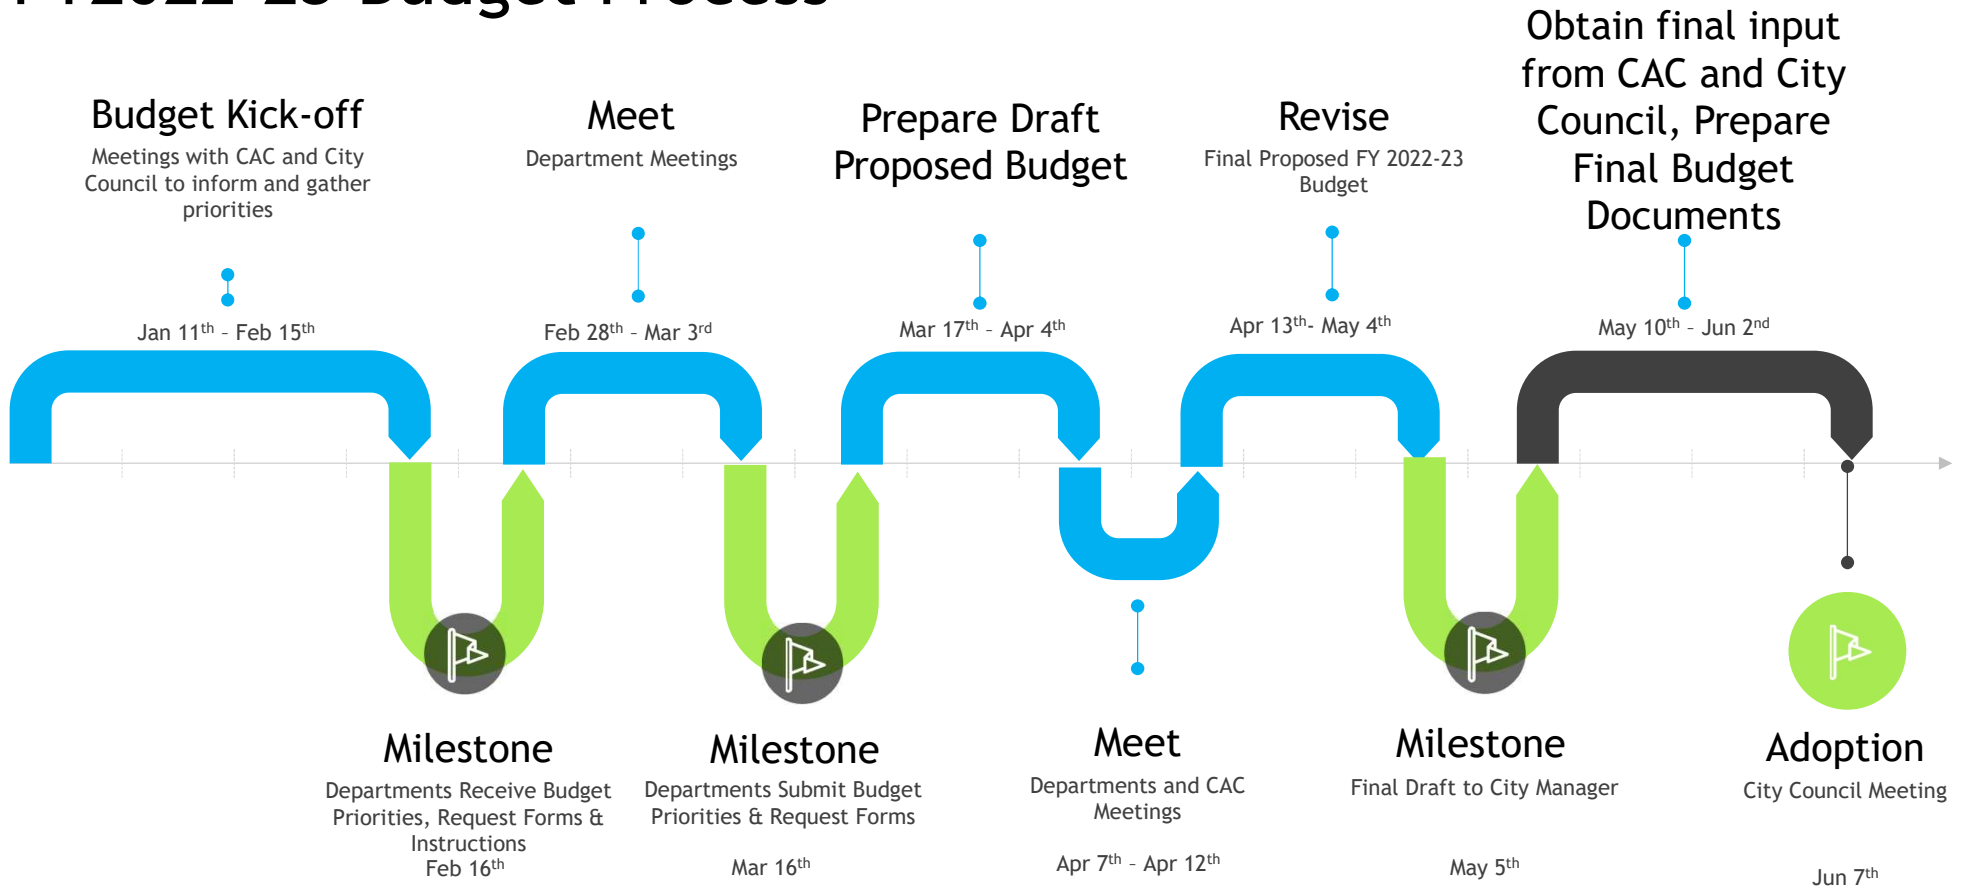 FY2022-23 Budget Process
Budget Kick-off
Meetings with CAC and City
Council to inform and gather
priorities
Jan 11th – Feb 15th
Meet
Department Meetings
Feb 28th – Mar 3rd
Prepare Draft
Proposed Budget
Mar 17th – Apr 4th
Revise
Final Proposed FY 2022-23
Budget
Apr 13th- May 4th
Obtain final input
from CAC and City
Council, Prepare
Final Budget
Documents
May 10th – Jun 2nd
Milestone
Departments Receive Budget
Priorities, Request Forms &
Instructions
Feb 16th
Milestone
Departments Submit Budget
Priorities & Request Forms
Mar 16th
Meet
Departments and CAC
Meetings
Apr 7th – Apr 12th
Milestone
Final Draft to City Manager
May 5th
Adoption
City Council Meeting
Jun 7th